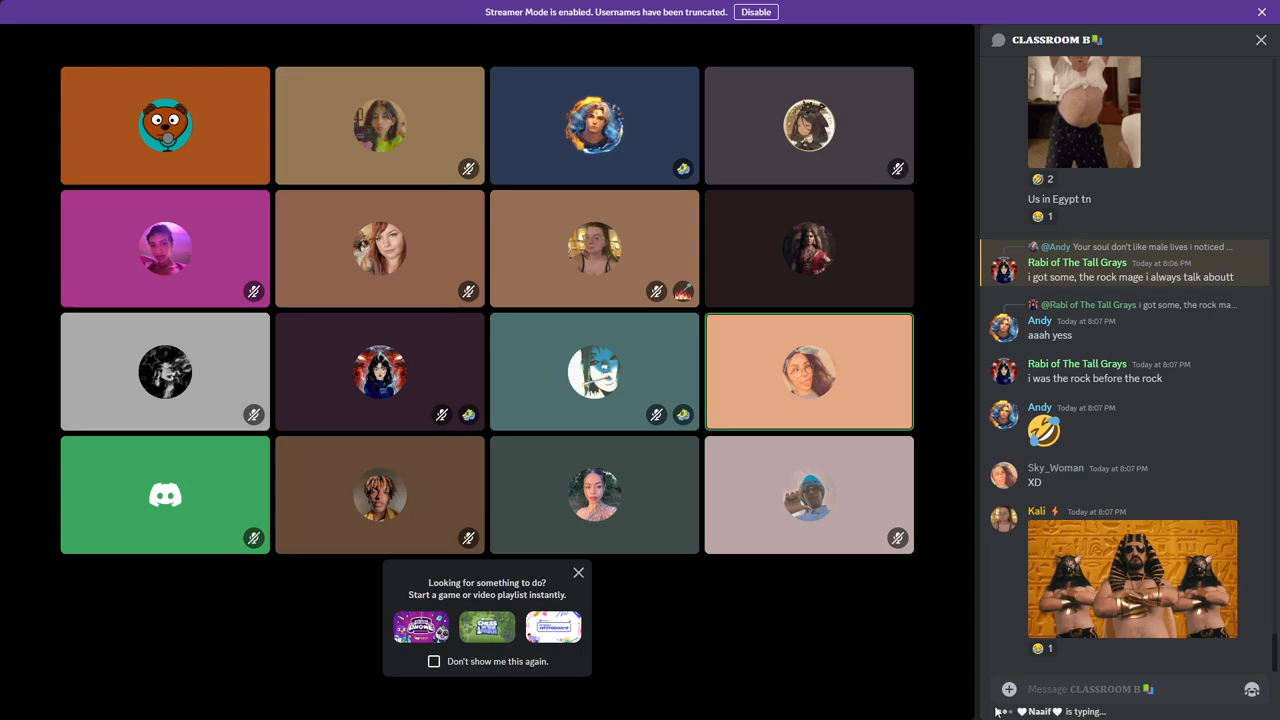 Streamer Mode is enabled. Usernames have been truncated. Disable
CLASSROOM B
2
Us in Egypt tn
1
@Andy Your soul don't like male lives i noticed ...
Rabi of The Tall Grays Today at 8:06 PM
i got some, the rock mage i always talk aboutt
@Rabi of The Tall Grays i got some, the rock ma...
Andy Today at 8:07 PM
aaah yess
Rabi of The Tall Grays Today at 8:07 PM
i was the rock before the rock
Andy Today at 8:07 PM
Sky_Woman Today at 8:07 PM
XD
Kali Today at 8:07 PM
1
Message CLASSROOM B
Naaif is typing...
Looking for something to do?
Start a game or video playlist instantly.
Don't show me this again.